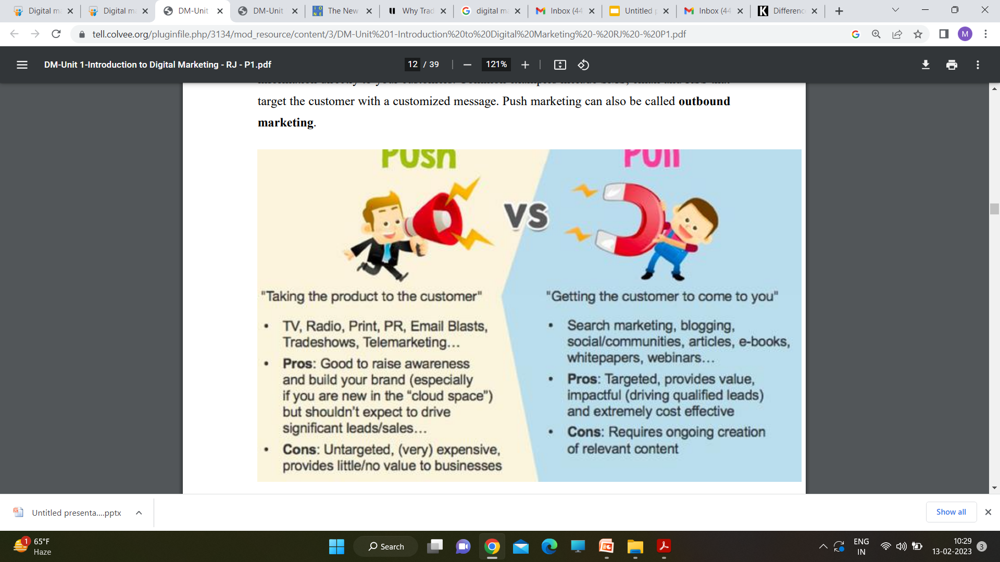 Digital ma
Digital ma
DM-Unit
DM-Unit
The New
Why Trad
digital ma
Inbox (44
Untitled p
Inbox (44
Differenc
tell.colvee.org/pluginfile.php/3134/mod_resource/content/3/DM-Unit%201-Introduction%20to%20Digital%20Marketing%20-%20RJ%20-%20P1.pdf
M
DM-Unit 1-Introduction to Digital Marketing - RJ - P1.pdf
12 / 39
121%
target the customer with a customized message. Push marketing can also be called outbound
marketing.
Push
Pull
VS
"Taking the product to the customer"
• TV, Radio, Print, PR, Email Blasts,
Tradeshows, Telemarketing...
• Pros: Good to raise awareness
and build your brand (especially
if you are new in the “cloud space”)
but shouldn't expect to drive
significant leads/sales...
• Cons: Untargeted, (very) expensive,
provides little/no value to businesses
"Getting the customer to come to you"
• Search marketing, blogging,
social/communities, articles, e-books,
whitepapers, webinars...
• Pros: Targeted, provides value,
impactful (driving qualified leads)
and extremely cost effective
• Cons: Requires ongoing creation
of relevant content
Untitled presenta....pptx
Show all
1
65°F
Haze
Search
ENG
IN
10:29
13-02-2023
3